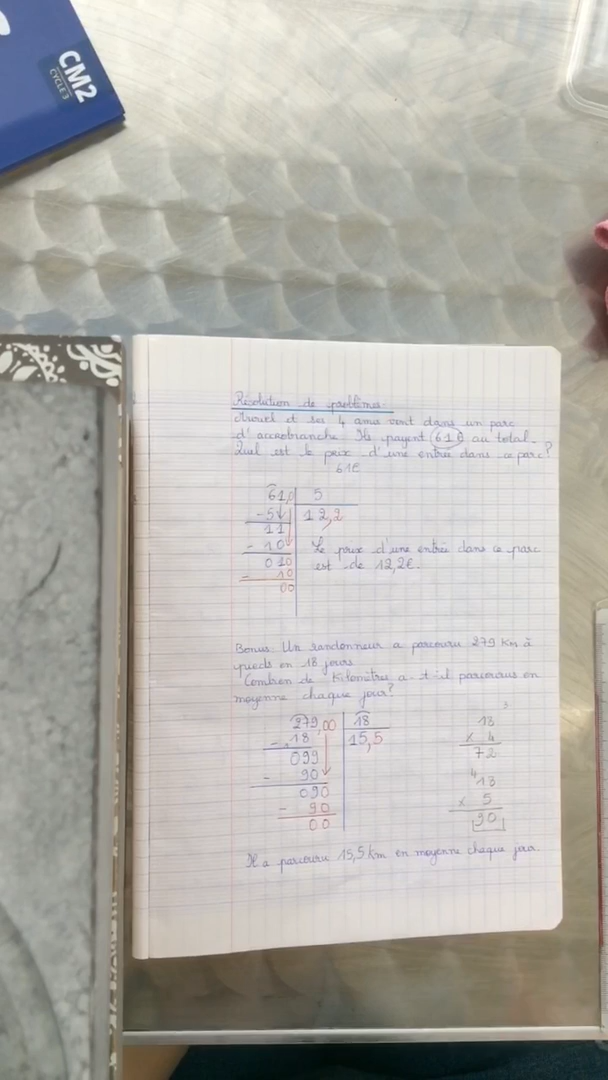 CM2
CYCLE 3
Résolution de problème
et ses 4 amis vont dans un parc
d'accrobranche. Ils payent 61€ au total.
Quel est le prix d'une entrée dans ce parc?
61€
61,0 5
- 5 12,2
11
- 10
010
- 10
00
Le prix d'une entrée dans ce parc
est de 12,2€.
Bonus: Un randonneur a parcouru 279 Km à
pieds en 18 jours
Combien de Kilomètres a-t-il parcourus en
moyenne chaque jour?
279,00 18
- 18 15,5
099
- 90
090
- 90
00
3
18
x 4
72
4
18
x 5
90
Il a parcouru 15,5 km en moyenne chaque jour.